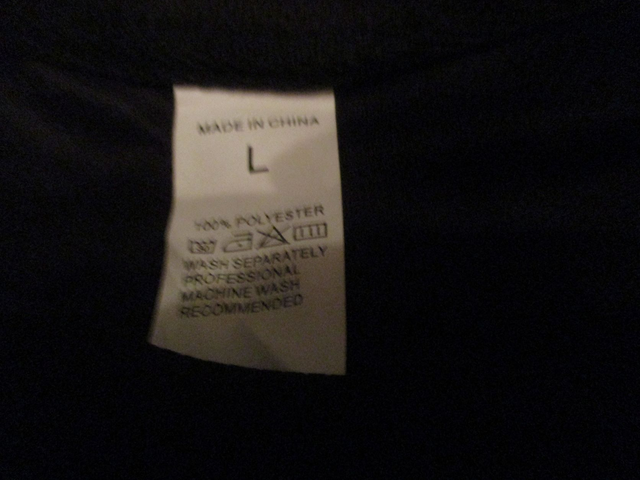 MADE IN CHINA
L
100% POLYESTER
WASH SEPARATELY
PROFESSIONAL
MACHINE WASH
RECOMMENDED